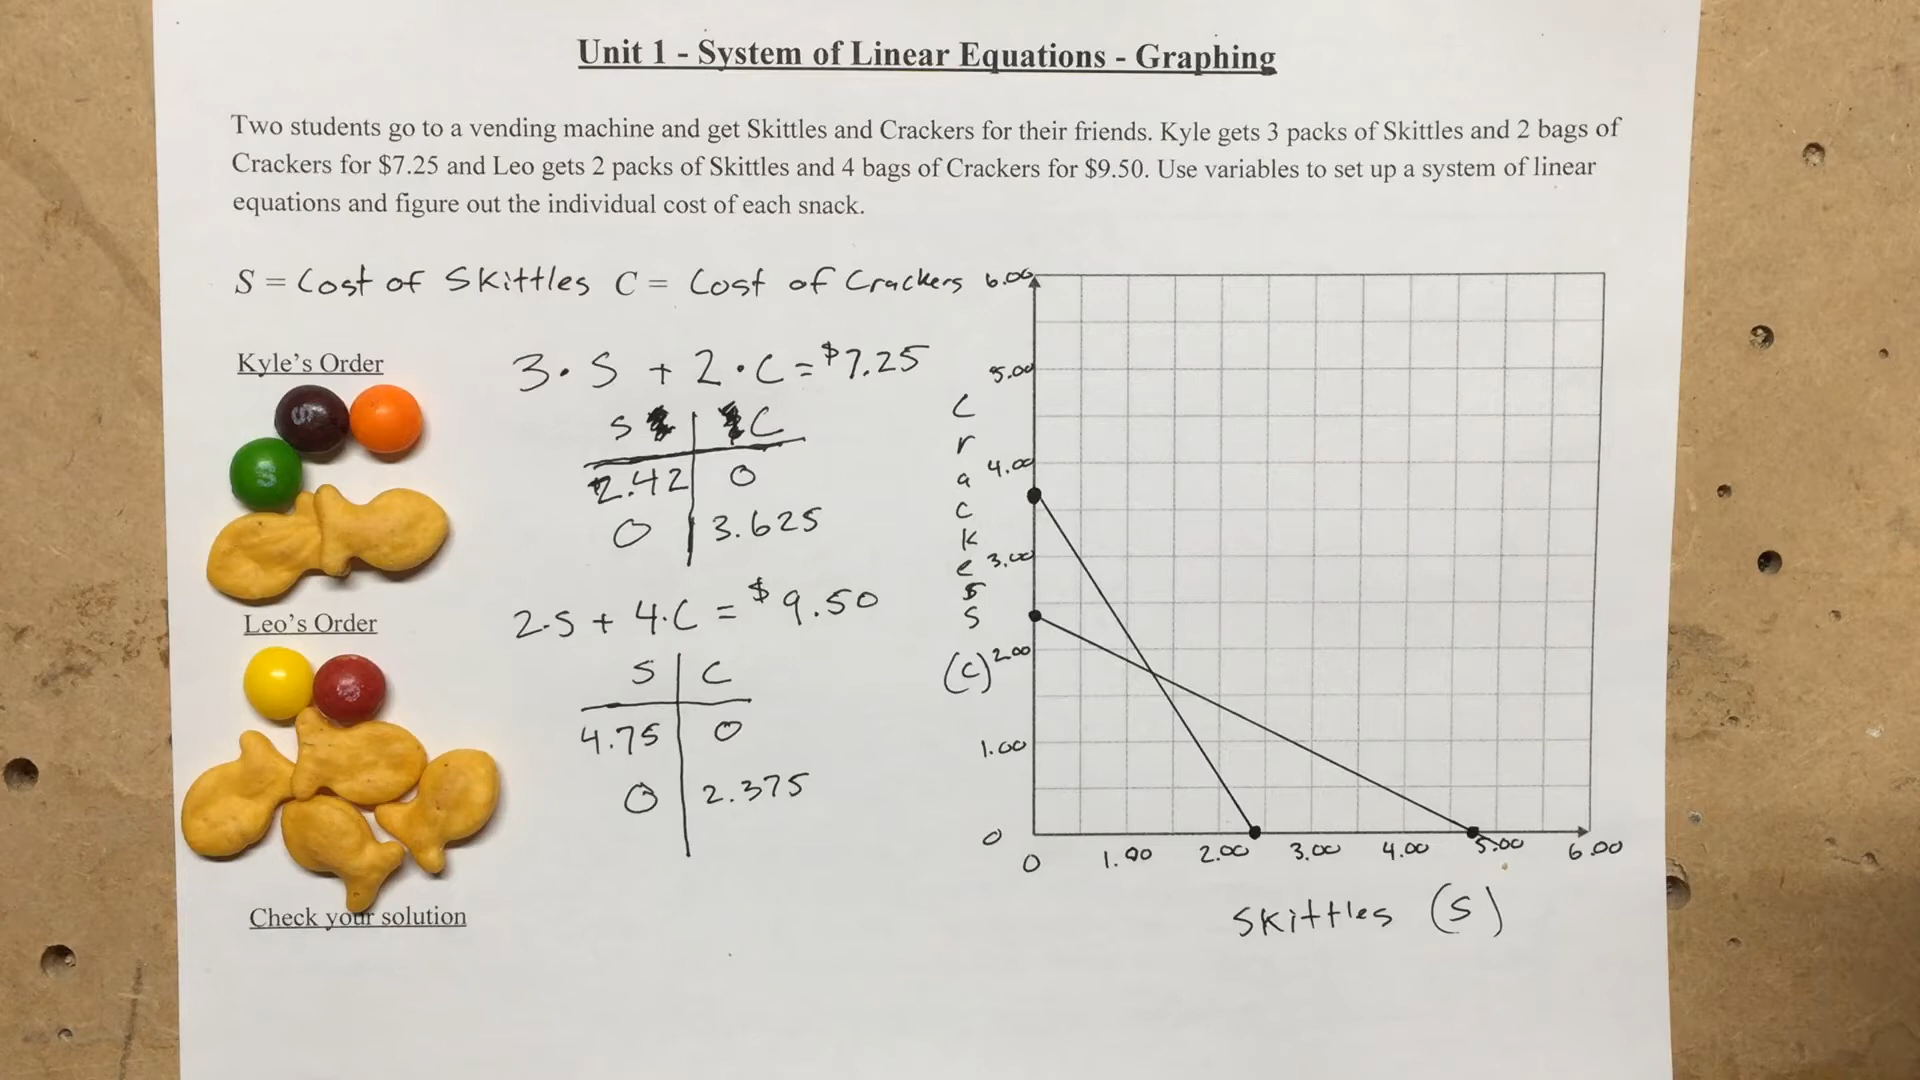 Unit 1 - System of Linear Equations - Graphing
Two students go to a vending machine and get Skittles and Crackers for their friends. Kyle gets 3 packs of Skittles and 2 bags of
Crackers for $7.25 and Leo gets 2 packs of Skittles and 4 bags of Crackers for $9.50. Use variables to set up a system of linear
equations and figure out the individual cost of each snack.
S = Cost of Skittles C = Cost of Crackers
Kyle's Order
S
S
3·S + 2·C = $7.25
S C
2.42 0
0 3.625
Leo's Order
2·S + 4·C = $9.50
S C
4.75 0
0 2.375
Check your solution
6.00
5.00
4.00
3.00
2.00
1.00
0
Crackers
(C)
0 1.00 2.00 3.00 4.00 5.00 6.00
Skittles (S)